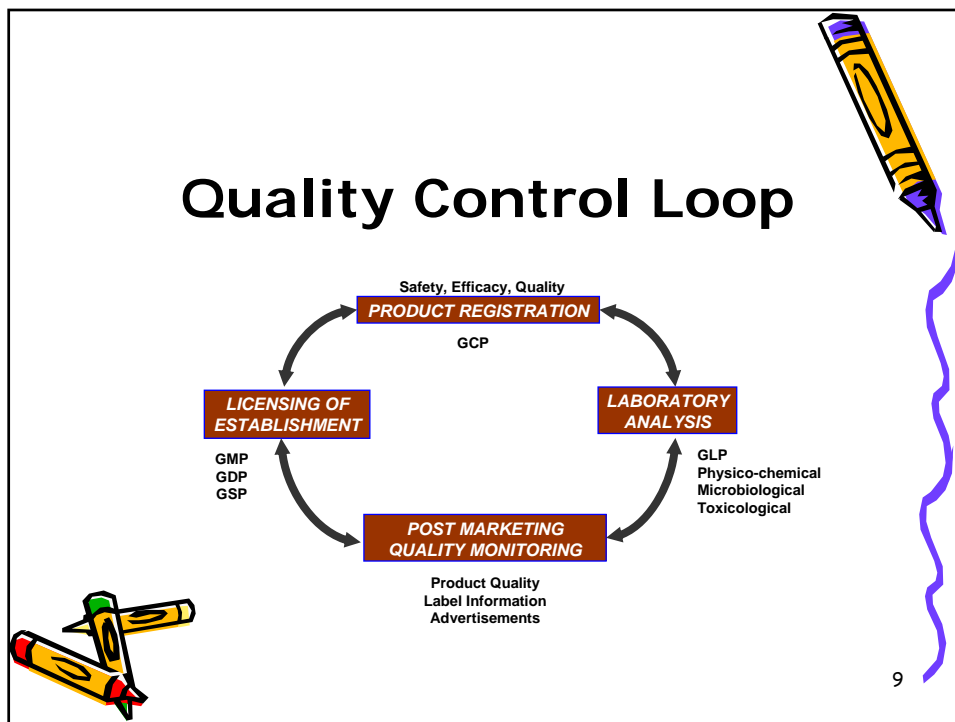 Quality Control Loop
Safety, Efficacy, Quality
PRODUCT REGISTRATION
GCP
LICENSING OF
ESTABLISHMENT
GMP
GDP
GSP
LABORATORY
ANALYSIS
GLP
Physico-chemical
Microbiological
Toxicological
POST MARKETING
QUALITY MONITORING
Product Quality
Label Information
Advertisements
9